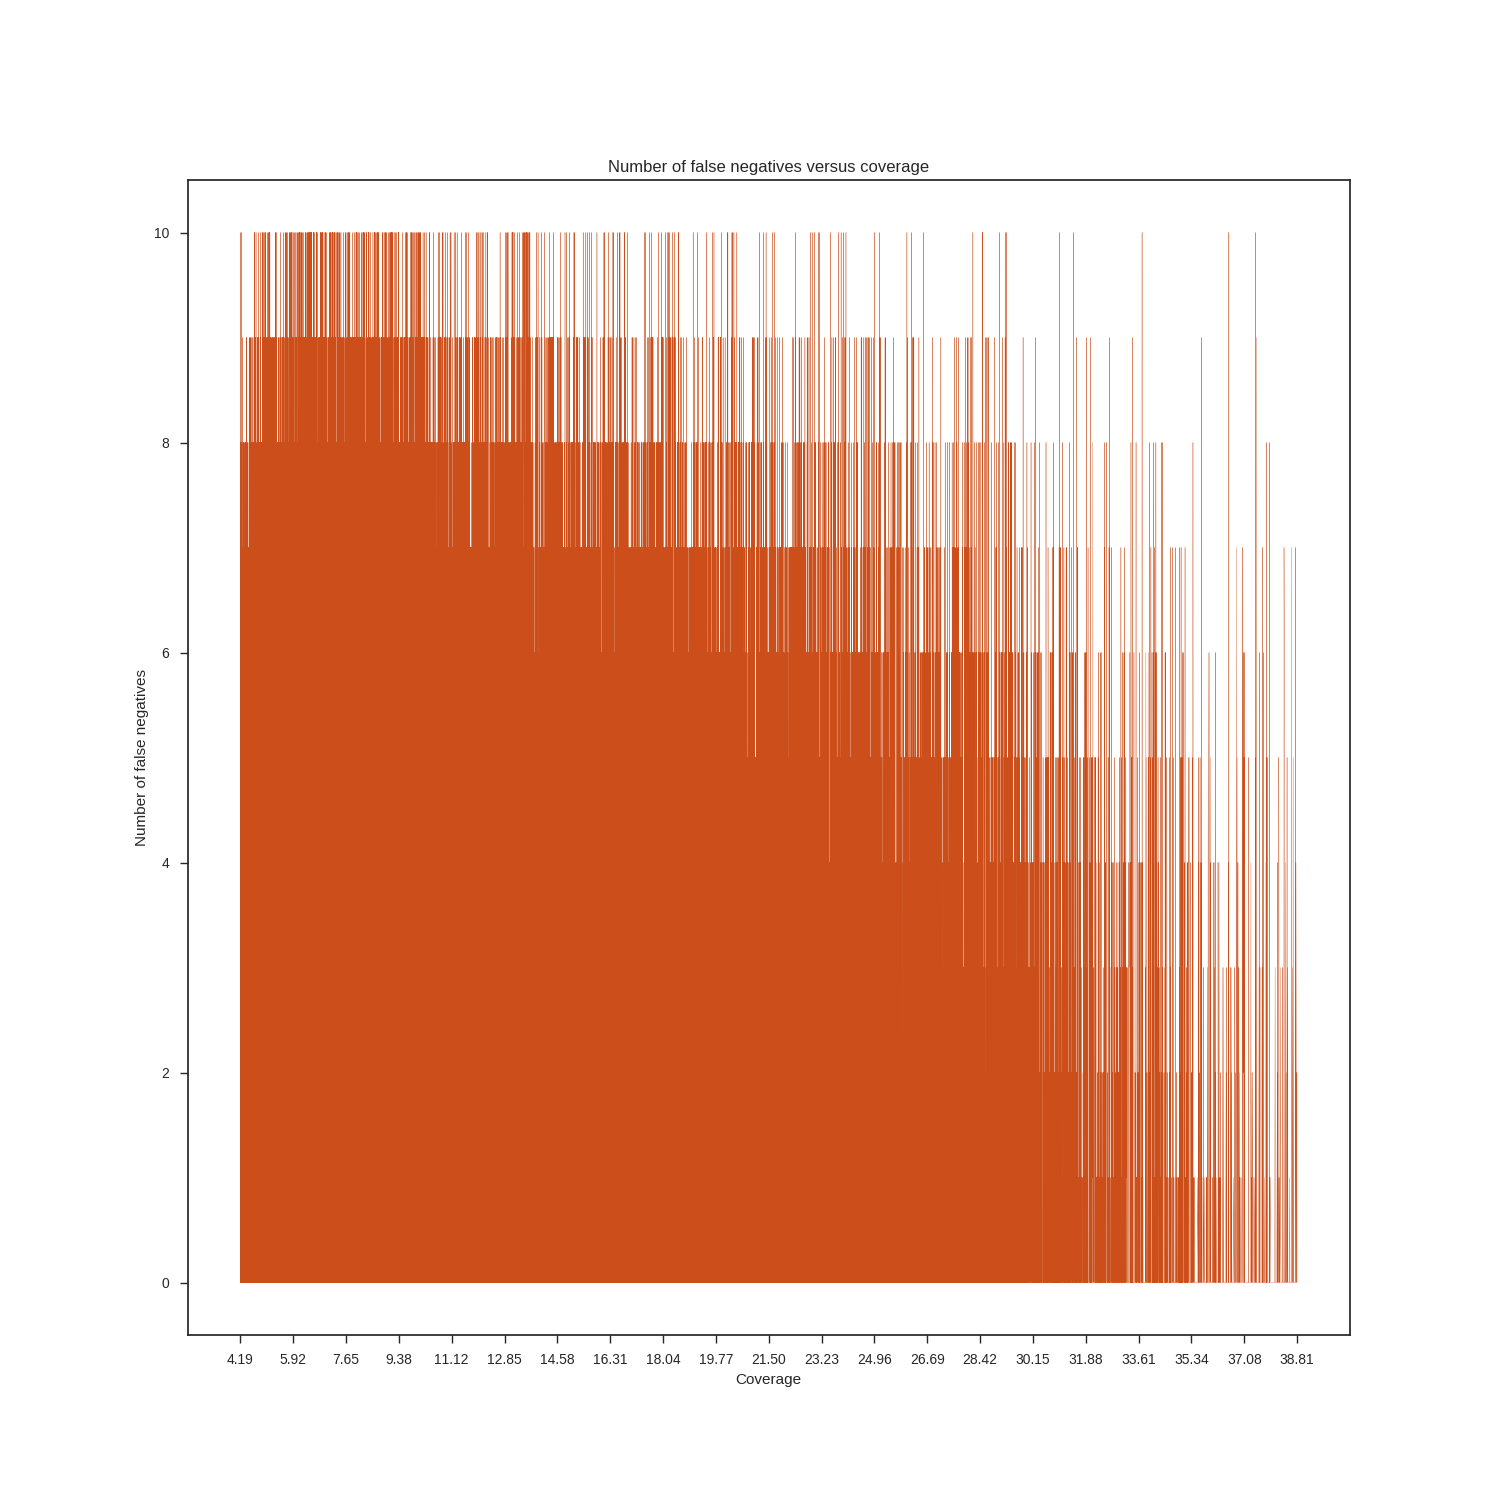 Number of false negatives versus coverage
10
8
6
4
2
0
Number of false negatives
4.19 5.92 7.65 9.38 11.12 12.85 14.58 16.31 18.04 19.77 21.50 23.23 24.96 26.69 28.42 30.15 31.88 33.61 35.34 37.08 38.81
Coverage